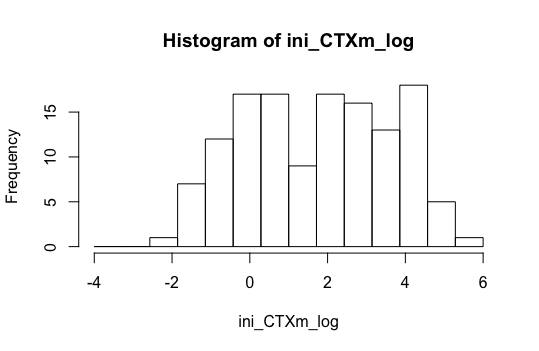 Histogram of ini_CTXm_log
Frequency
15
10
5
0
-4 -2 0 2 4 6
ini_CTXm_log